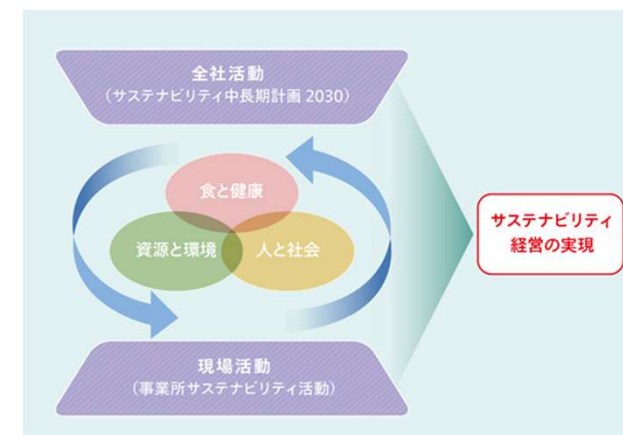 全社活動
（サステナビリティ中長期計画 2030）
食と健康
資源と環境
人と社会
サステナビリティ
経営の実現
現場活動
（事業所サステナビリティ活動）